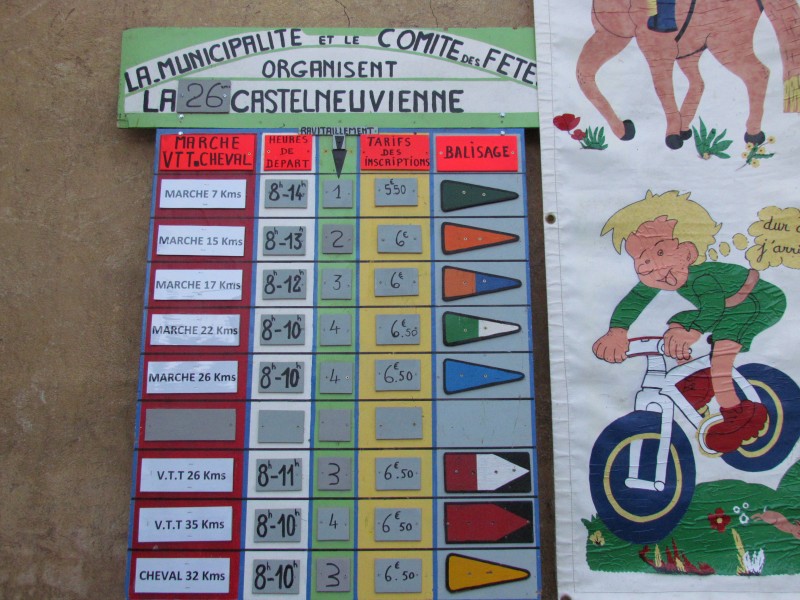 LA MUNICIPALITE ET LE COMITE DES FETE
ORGANISENT
LA 26 CASTELNEUVIENNE
RAVITAILLEMENT
MARCHE VTT.CHEVAL HEURES DE DEPART TARIFS DES INSCRIPTIONS BALISAGE
MARCHE 7 Kms 8h-14h 1 5€50
MARCHE 15 Kms 8h-13h 2 6€
MARCHE 17 Kms 8h-12h 3 6€
MARCHE 22 Kms 8h-10h 4 6€.50
MARCHE 26 Kms 8h-10h 4 6€.50
V.T.T 26 Kms 8h-11h 3 6€.50
V.T.T 35 Kms 8h-10h 4 6€50
CHEVAL 32 Kms 8h-10h 3 6€.50
dur
j'arri